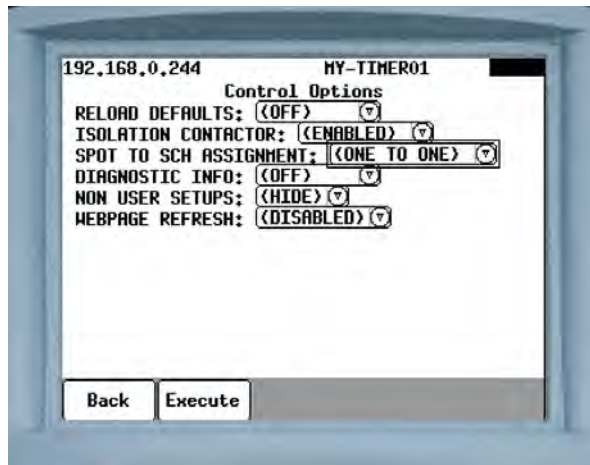 192.168.0.244 MY-TIMER01
Control Options
RELOAD DEFAULTS: (OFF)
ISOLATION CONTACTOR: (ENABLED)
SPOT TO SCH ASSIGNMENT: (ONE TO ONE)
DIAGNOSTIC INFO: (OFF)
NON USER SETUPS: (HIDE)
WEBPAGE REFRESH: (DISABLED)
Back Execute